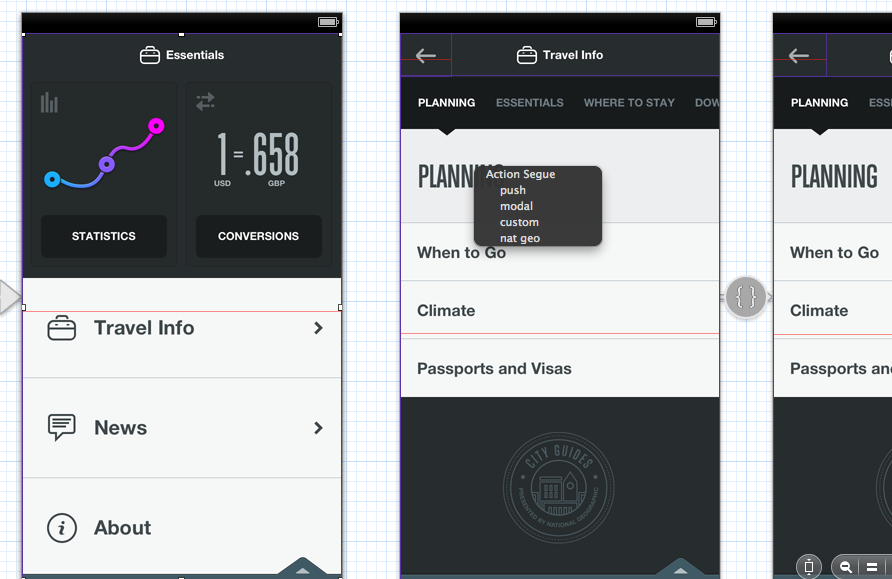 Essentials
1 = .658
USD GBP
STATISTICS
CONVERSIONS
Travel Info
News
i
About
Travel Info
PLANNING ESSENTIALS WHERE TO STAY DOW
PLANNING
Action Segue
push
modal
custom
nat geo
When to Go
Climate
Passports and Visas
CITY GUIDES
PRESENTED BY NATIONAL GEOGRAPHIC
{ }
PLANNING ESS
PLANNING
When to Go
Climate
Passports an